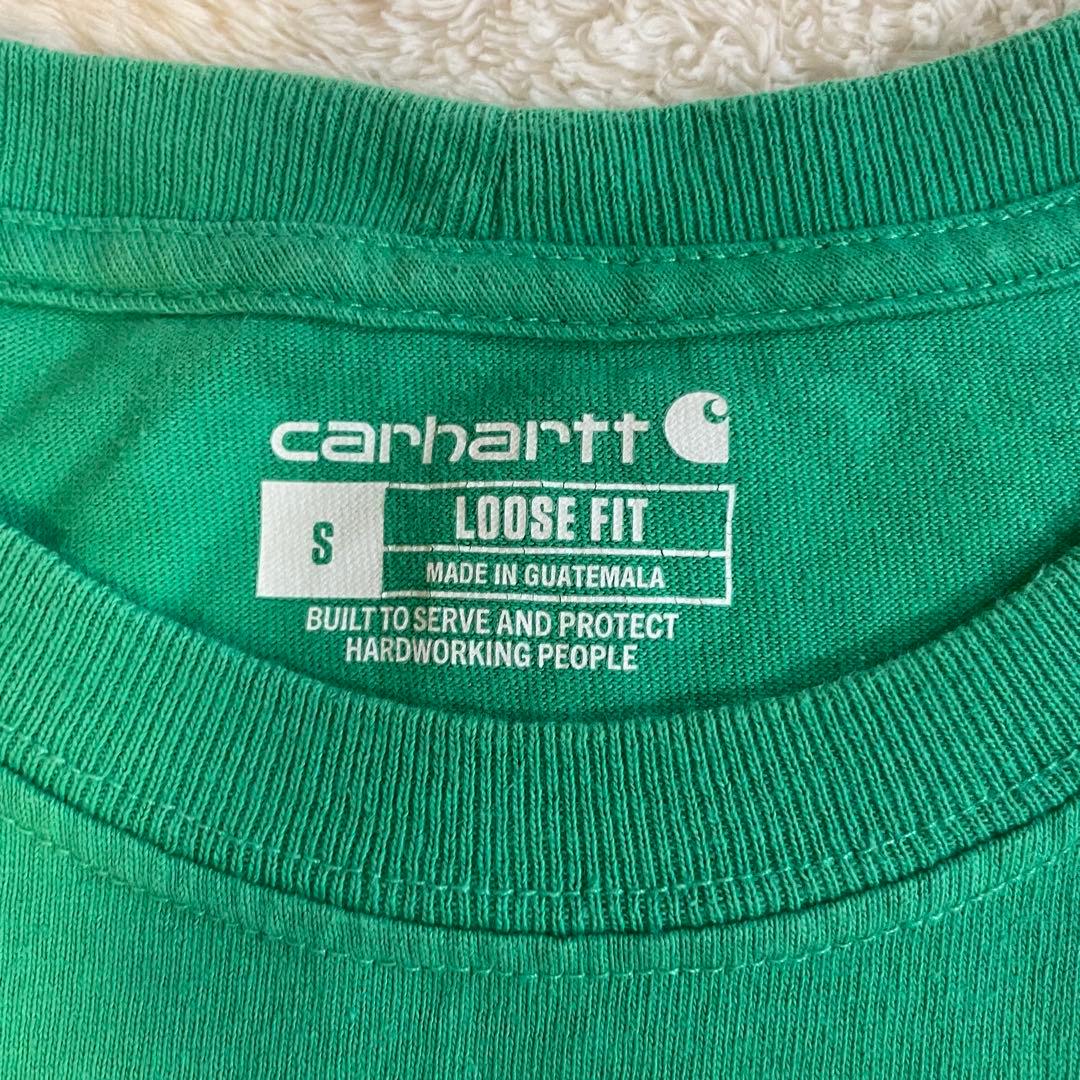 carhartt
S
LOOSE FIT
MADE IN GUATEMALA
BUILT TO SERVE AND PROTECT
HARDWORKING PEOPLE